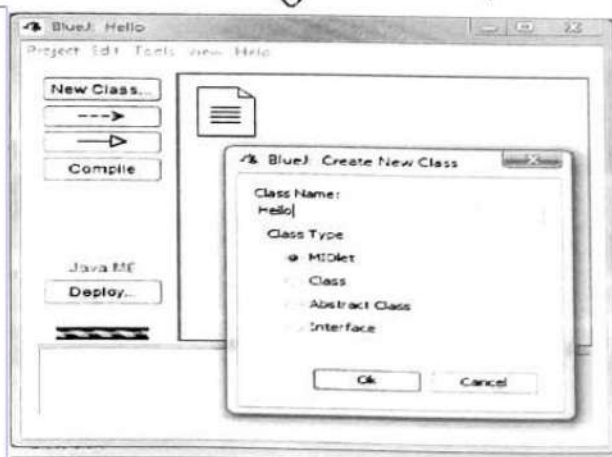 BlueJ: Hello
Project Edit Tools View Help
New Class...
Compile
Java ME
Deploy...
BlueJ: Create New Class
Class Name:
Hello
Class Type
MIDlet
Class
Abstract Class
Interface
Ok
Cancel